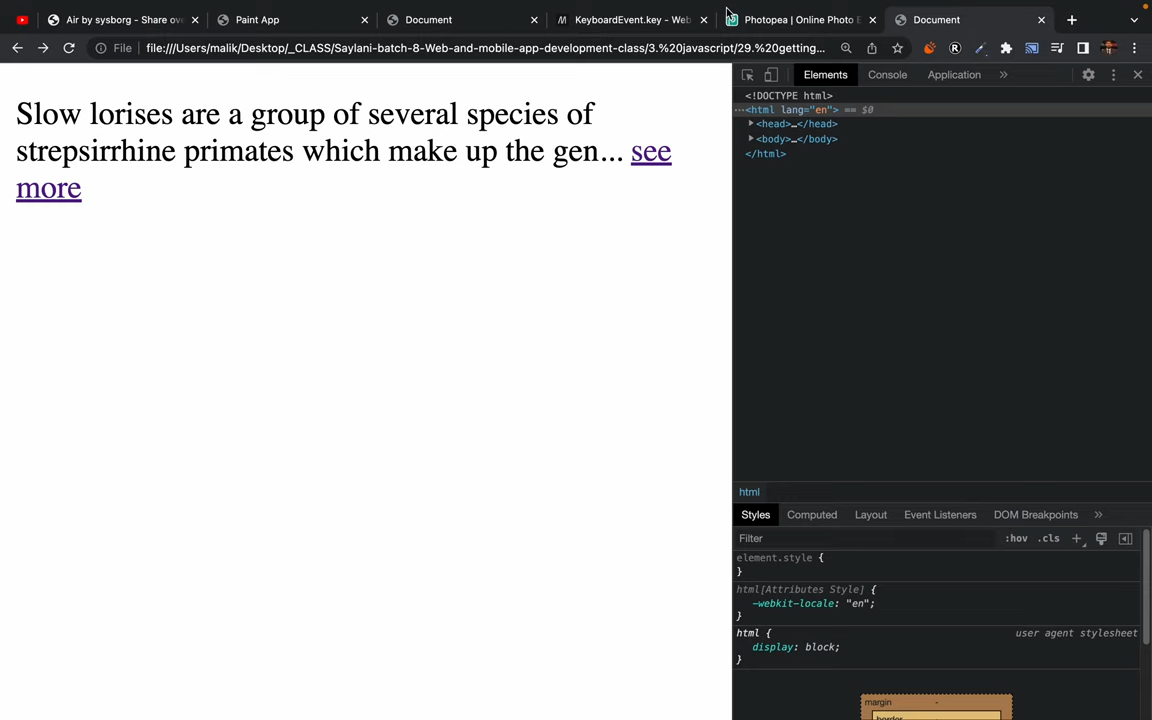 Air by sysborg - Share ove
Paint App
Document
KeyboardEvent.key - Web
Photopea | Online Photo E
Document
File
file:///Users/malik/Desktop/_CLASS/Saylani-batch-8-Web-and-mobile-app-development-class/3.%20javascript/29.%20getting...
Slow lorises are a group of several species of
strepsirrhine primates which make up the gen... see
more
Elements Console Application »
<!DOCTYPE html>
···<html lang="en"> == $0
<head>…</head>
<body>…</body>
</html>
html
Styles Computed Layout Event Listeners DOM Breakpoints »
Filter :hov .cls +
element.style {
}
html[Attributes Style] {
-webkit-locale: "en";
}
html { user agent stylesheet
display: block;
}
margin -